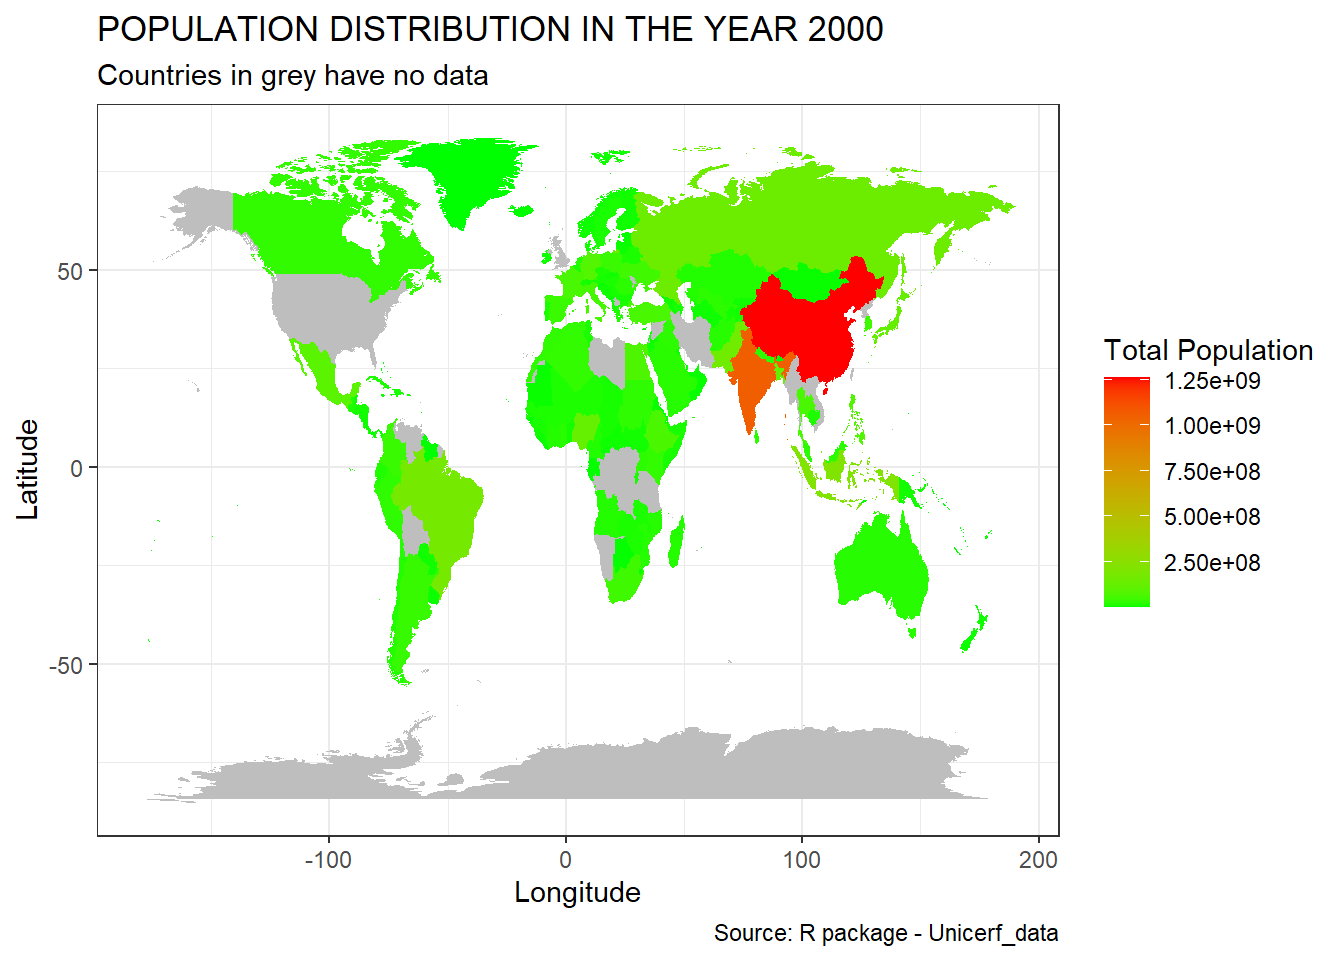 POPULATION DISTRIBUTION IN THE YEAR 2000
Countries in grey have no data
Latitude
50
0
-50
-100
0
100
200
Longitude
Total Population
1.25e+09
1.00e+09
7.50e+08
5.00e+08
2.50e+08
Source: R package - Unicerf_data